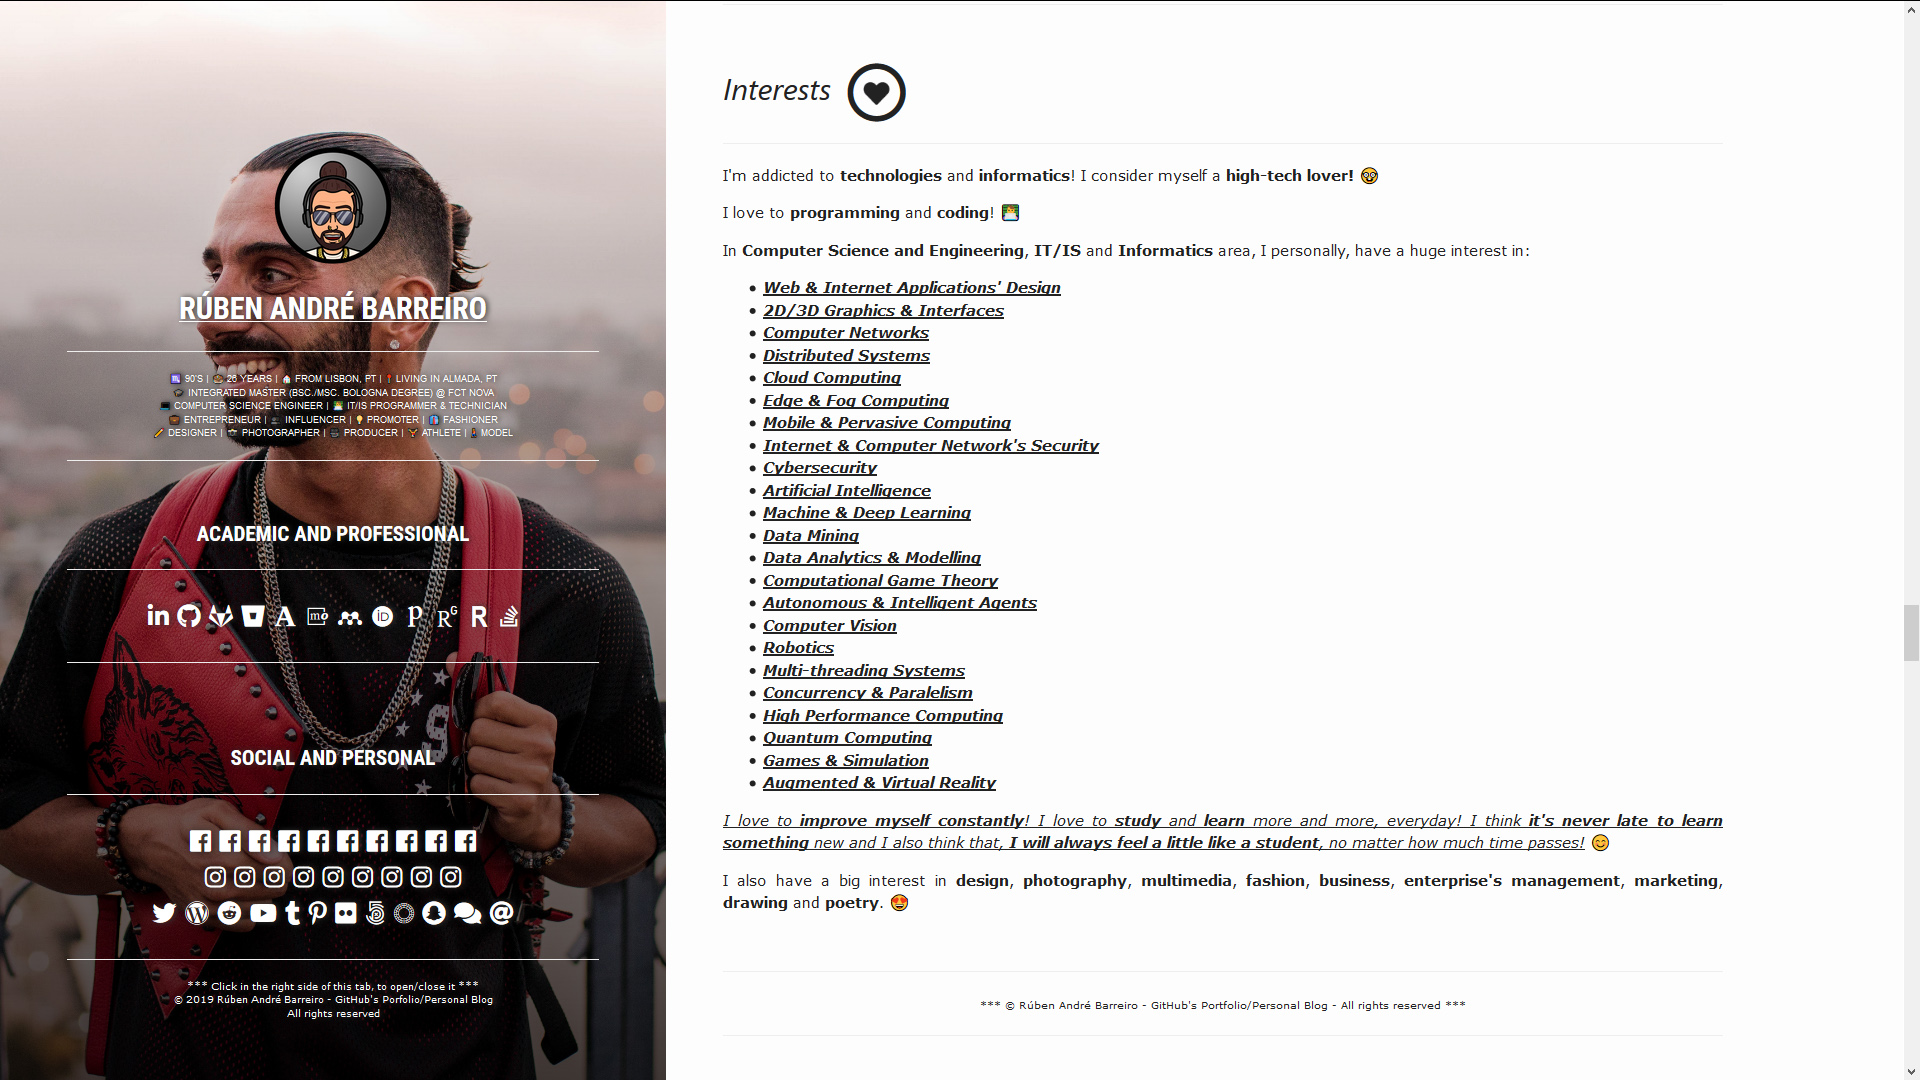 RÚBEN ANDRÉ BARREIRO
90'S | 26 YEARS | FROM LISBON, PT | LIVING IN ALMADA, PT
INTEGRATED MASTER (BSC./MSC. BOLOGNA DEGREE) @ FCT NOVA
COMPUTER SCIENCE ENGINEER | IT/IS PROGRAMMER & TECHNICIAN
ENTREPRENEUR | INFLUENCER | PROMOTER | FASHIONER
DESIGNER | PHOTOGRAPHER | PRODUCER | ATHLETE | MODEL
ACADEMIC AND PROFESSIONAL
SOCIAL AND PERSONAL
*** Click in the right side of this tab, to open/close it ***
© 2019 Rúben André Barreiro - GitHub's Porfolio/Personal Blog
All rights reserved
Interests
I'm addicted to technologies and informatics! I consider myself a high-tech lover! 🤓
I love to programming and coding! 👨‍💻
In Computer Science and Engineering, IT/IS and Informatics area, I personally, have a huge interest in:
• Web & Internet Applications' Design
• 2D/3D Graphics & Interfaces
• Computer Networks
• Distributed Systems
• Cloud Computing
• Edge & Fog Computing
• Mobile & Pervasive Computing
• Internet & Computer Network's Security
• Cybersecurity
• Artificial Intelligence
• Machine & Deep Learning
• Data Mining
• Data Analytics & Modelling
• Computational Game Theory
• Autonomous & Intelligent Agents
• Computer Vision
• Robotics
• Multi-threading Systems
• Concurrency & Paralelism
• High Performance Computing
• Quantum Computing
• Games & Simulation
• Augmented & Virtual Reality
I love to improve myself constantly! I love to study and learn more and more, everyday! I think it's never late to learn
something new and I also think that, I will always feel a little like a student, no matter how much time passes! 😊
I also have a big interest in design, photography, multimedia, fashion, business, enterprise's management, marketing,
drawing and poetry. 😍
*** © Rúben André Barreiro - GitHub's Portfolio/Personal Blog - All rights reserved ***